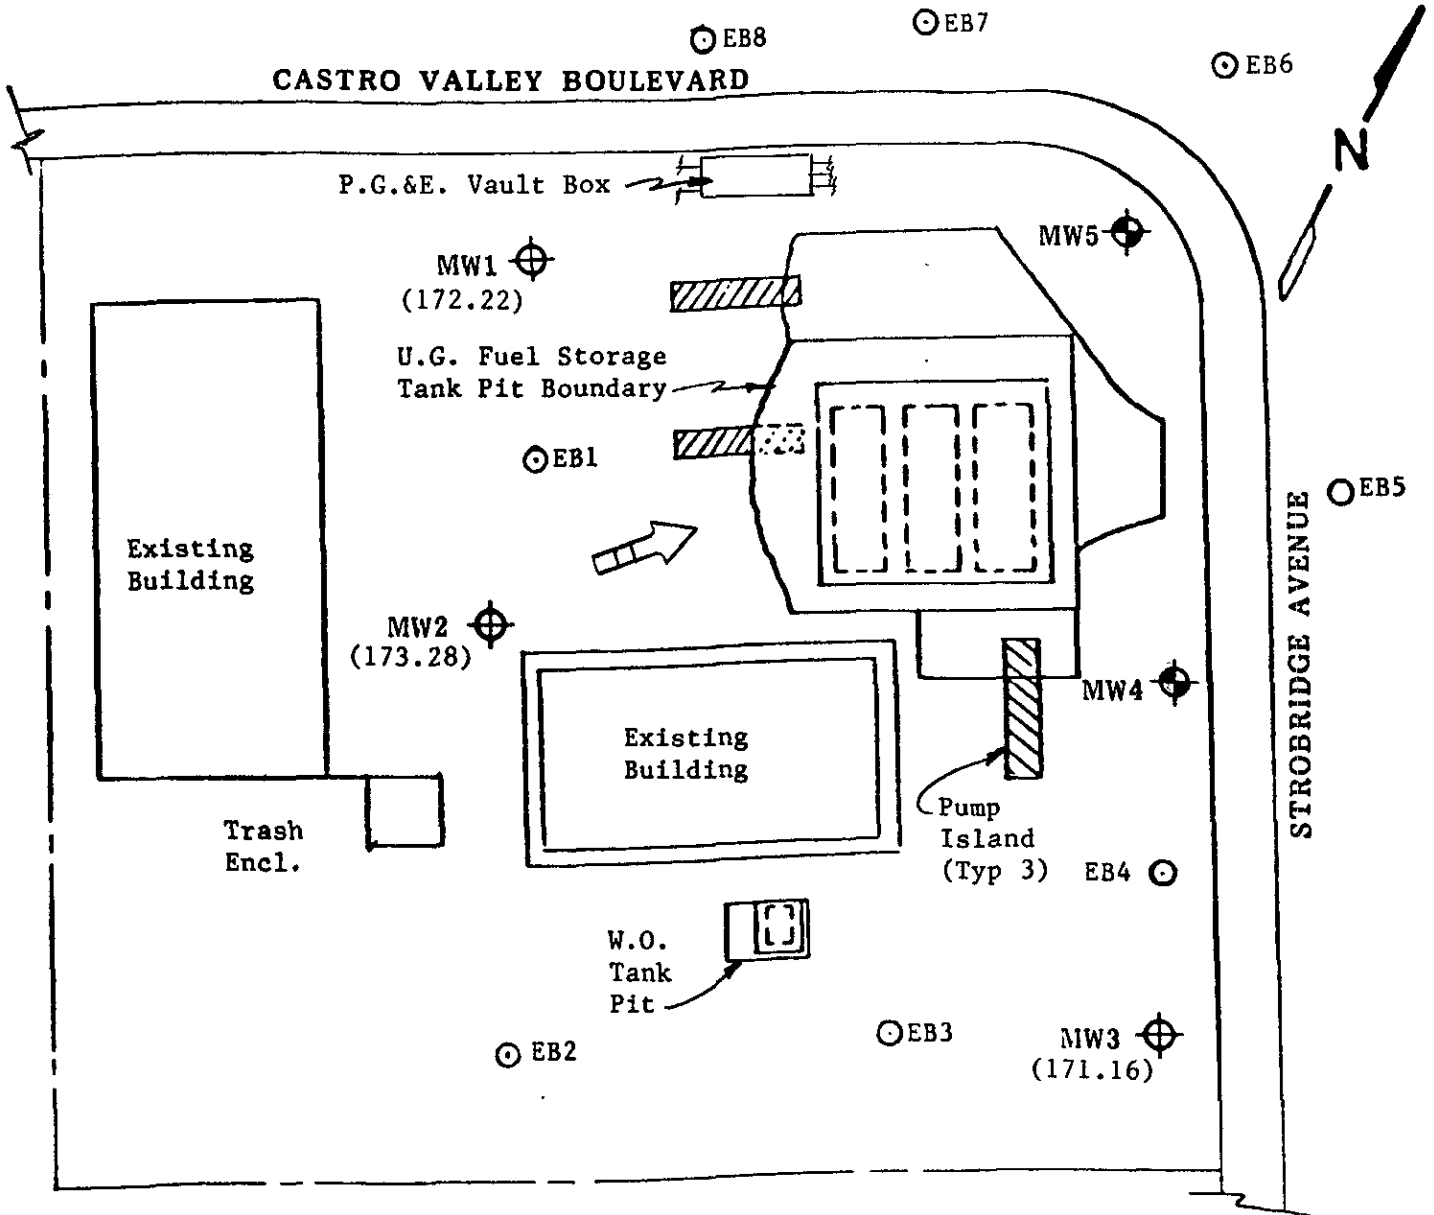 EB7
EB8
EB6
CASTRO VALLEY BOULEVARD
N
P.G.&E. Vault Box
MW5
MW1
(172.22)
U.G. Fuel Storage
Tank Pit Boundary
EB1
EB5
Existing
Building
MW2
(173.28)
MW4
STROBRIDGE AVENUE
Existing
Building
Pump
Island
(Typ 3)
Trash
Encl.
EB4
W.O.
Tank
Pit
EB3
EB2
MW3
(171.16)